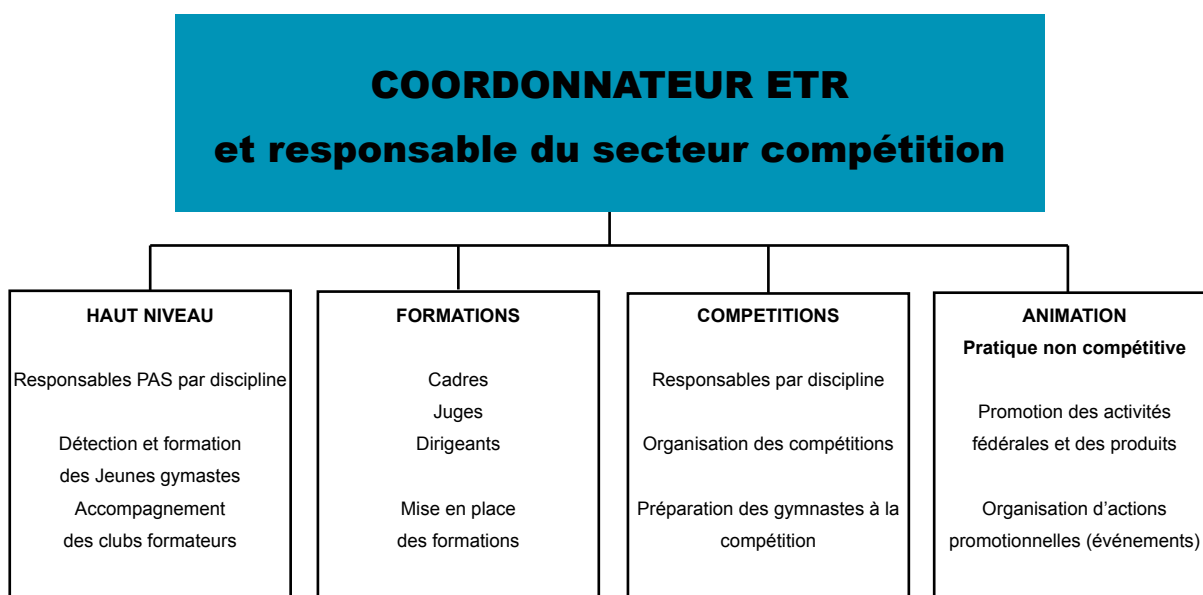 COORDONNATEUR ETR
et responsable du secteur compétition
HAUT NIVEAU
Responsables PAS par discipline
Détection et formation
des Jeunes gymastes
Accompagnement
des clubs formateurs
FORMATIONS
Cadres
Juges
Dirigeants
Mise en place
des formations
COMPETITIONS
Responsables par discipline
Organisation des compétitions
Préparation des gymnastes à la
compétition
ANIMATION
Pratique non compétitive
Promotion des activités
fédérales et des produits
Organisation d’actions
promotionnelles (événements)